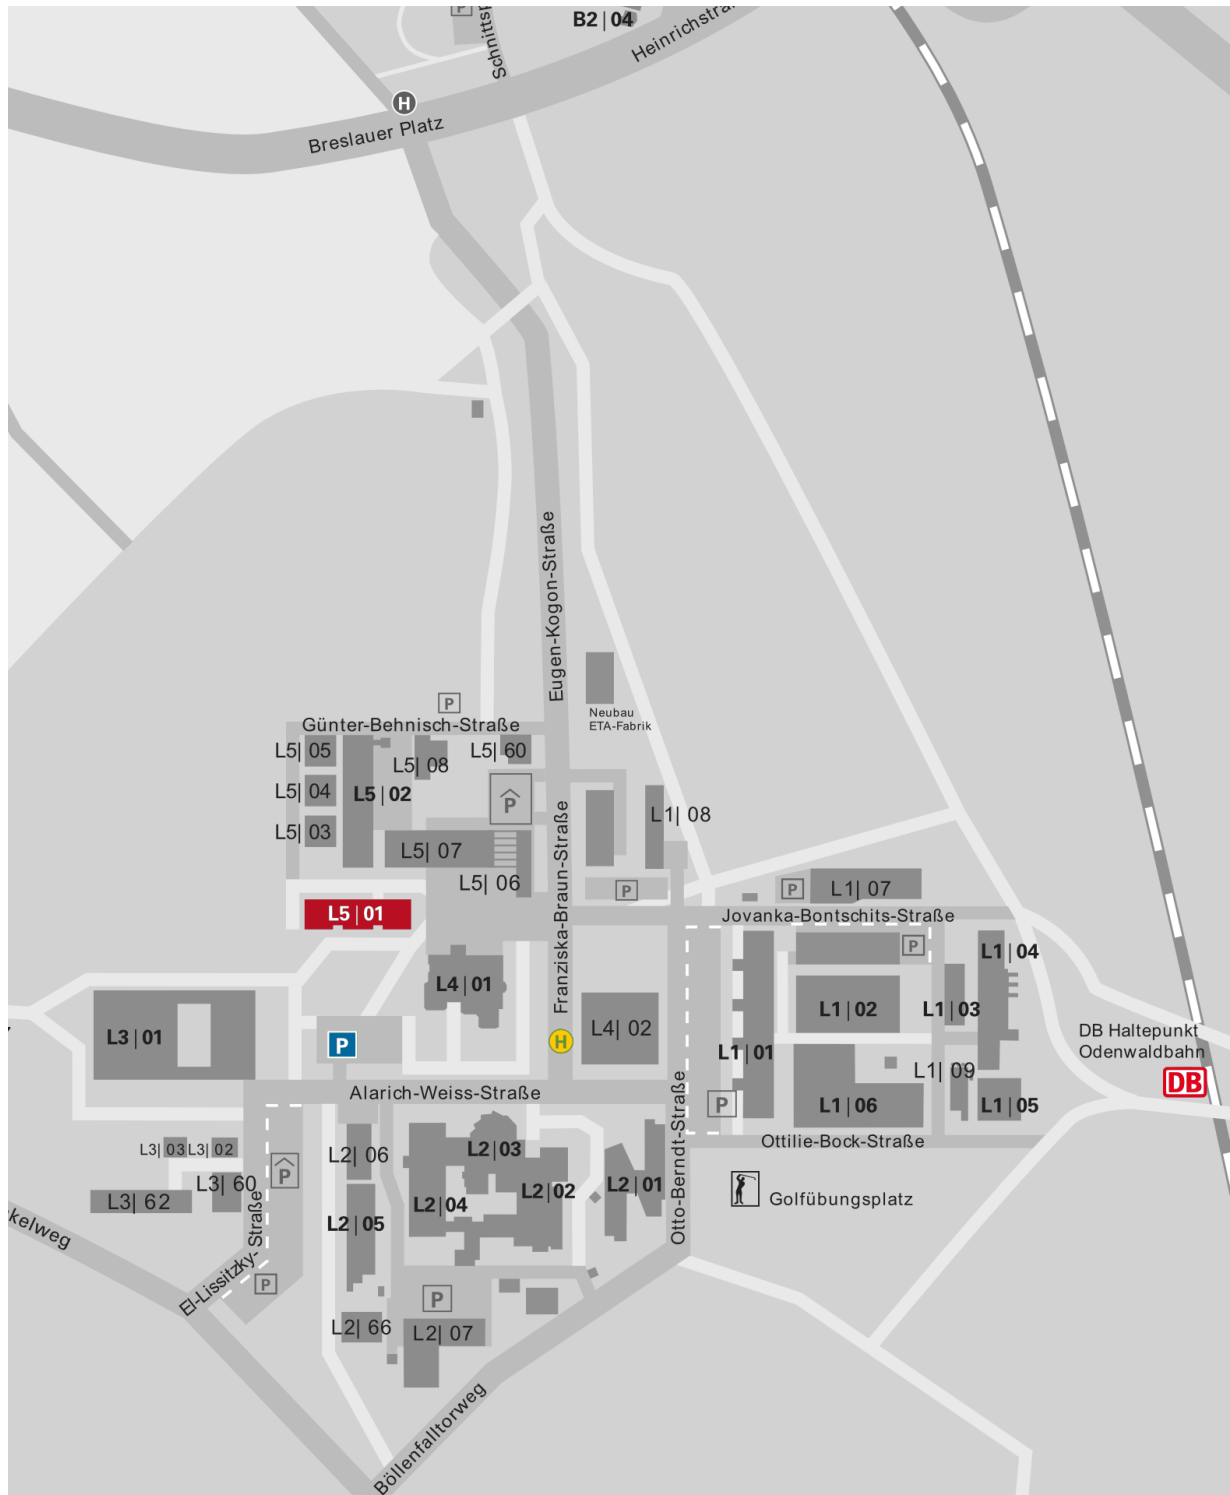 P
B2 | 04
Schnittsp
Heinrichstra
H
Breslauer Platz
Eugen-Kogon-Straße
P
Neubau
ETA-Fabrik
Günter-Behnisch-Straße
L5| 05
L5| 08
L5| 60
L5| 04
L5 | 02
P
L5| 03
L5| 07
L5| 06
Franziska-Braun-Straße
L1| 08
P
P
L1| 07
L5 | 01
Jovanka-Bontschits-Straße
P
L1 | 04
L4 | 01
L3 | 01
L4| 02
L1 | 02
L1 | 03
P
H
L1 | 01
L1| 09
DB Haltepunkt
Odenwaldbahn
DB
Alarich-Weiss-Straße
P
L1 | 06
L1 | 05
Ottilie-Bock-Straße
L3| 03
L3| 02
L2| 06
L2 | 03
P
L3| 60
L3| 62
L2 | 04
L2 | 02
L2 | 01
Otto-Berndt-Straße
Golfübungsplatz
L2 | 05
kelweg
El-Lissitzky-Straße
P
P
L2| 66
L2| 07
Böllenfalltorweg